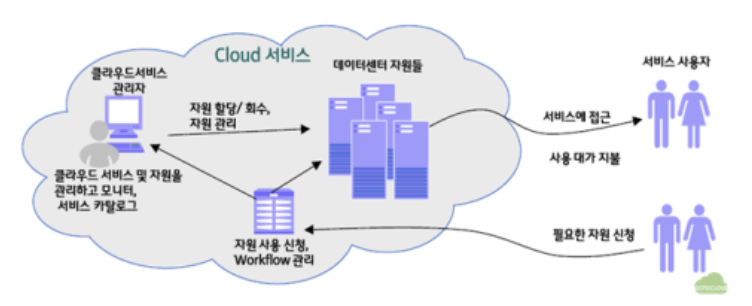 Cloud 서비스
클라우드서비스
관리자
데이터센터 자원들
서비스 사용자
자원 할당/ 회수,
자원 관리
서비스에 접근
사용 대가 지불
클라우드 서비스 및 자원을
관리하고 모니터,
서비스 카탈로그
자원 사용 신청,
Workflow 관리
필요한 자원 신청